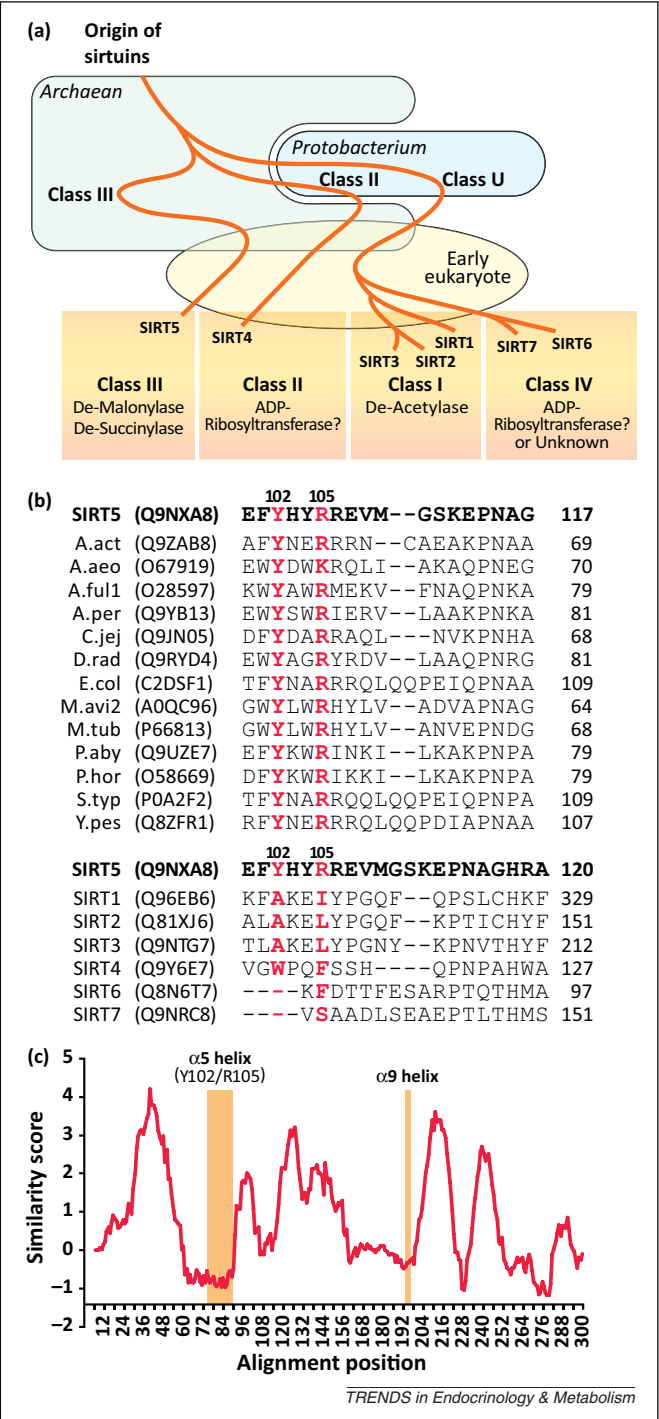 (a)
Origin of
sirtuins
Archaean
Protobacterium
Class III
Class II
Class U
Early
eukaryote
SIRT5
SIRT4
SIRT3
SIRT2
SIRT1
SIRT7
SIRT6
Class III
De-Malonylase
De-Succinylase
Class II
ADP-
Ribosyltransferase?
Class I
De-Acetylase
Class IV
ADP-
Ribosyltransferase?
or Unknown
(b)
102 105
SIRT5 (Q9NXA8) EFYHYRREVM--GSKEPNAG 117
A.act (Q9ZAB8) AFYNERRRN--CAEAKPNAA 69
A.aeo (O67919) EWYDWKRQLI--AKAQPNEG 70
A.ful1 (O28597) KWYAWRMEKV--FNAQPNKA 79
A.per (Q9YB13) EWYSWRIERV--LAAKPNKA 81
C.jej (Q9JN05) DFYDARRAQL---NVKPNHA 68
D.rad (Q9RYD4) EWYAGRYRDV--LAAQPNRG 81
E.col (C2DSF1) TFYNARRRQLQQPEIQPNAA 109
M.avi2 (A0QC96) GWYLWRHYLV--ADVAPNAG 64
M.tub (P66813) GWYLWRHYLV--ANVEPNDG 68
P.aby (Q9UZE7) EFYKWRINKI--LKAKPNPA 79
P.hor (O58669) DFYKWRIKKI--LKAKPNPA 79
S.typ (P0A2F2) TFYNARRQQLQQPEIQPNPA 109
Y.pes (Q8ZFR1) RFYNERRRQLQQPDIAPNAA 107
102 105
SIRT5 (Q9NXA8) EFYHYRREVMGSKEPNAGHRA 120
SIRT1 (Q96EB6) KFAKEIYPGQF--QPSLCHKF 329
SIRT2 (Q81XJ6) ALAKELYPGQF--KPTICHYF 151
SIRT3 (Q9NTG7) TLAKELYPGNY--KPNVTHYF 212
SIRT4 (Q9Y6E7) VGWPQFSSH----QPNPAHWA 127
SIRT6 (Q8N6T7) ---‑KFDTTFESARPTQTHMA 97
SIRT7 (Q9NRC8) ----VSAADLSEAEPTLTHMS 151
(c)
α5 helix
(Y102/R105)
α9 helix
Similarity score
5
4
3
2
1
0
–1
–2
12 24 36 48 60 72 84 96 108 120 132 144 156 168 180 192 204 216 228 240 252 264 276 288 300
Alignment position
TRENDS in Endocrinology & Metabolism